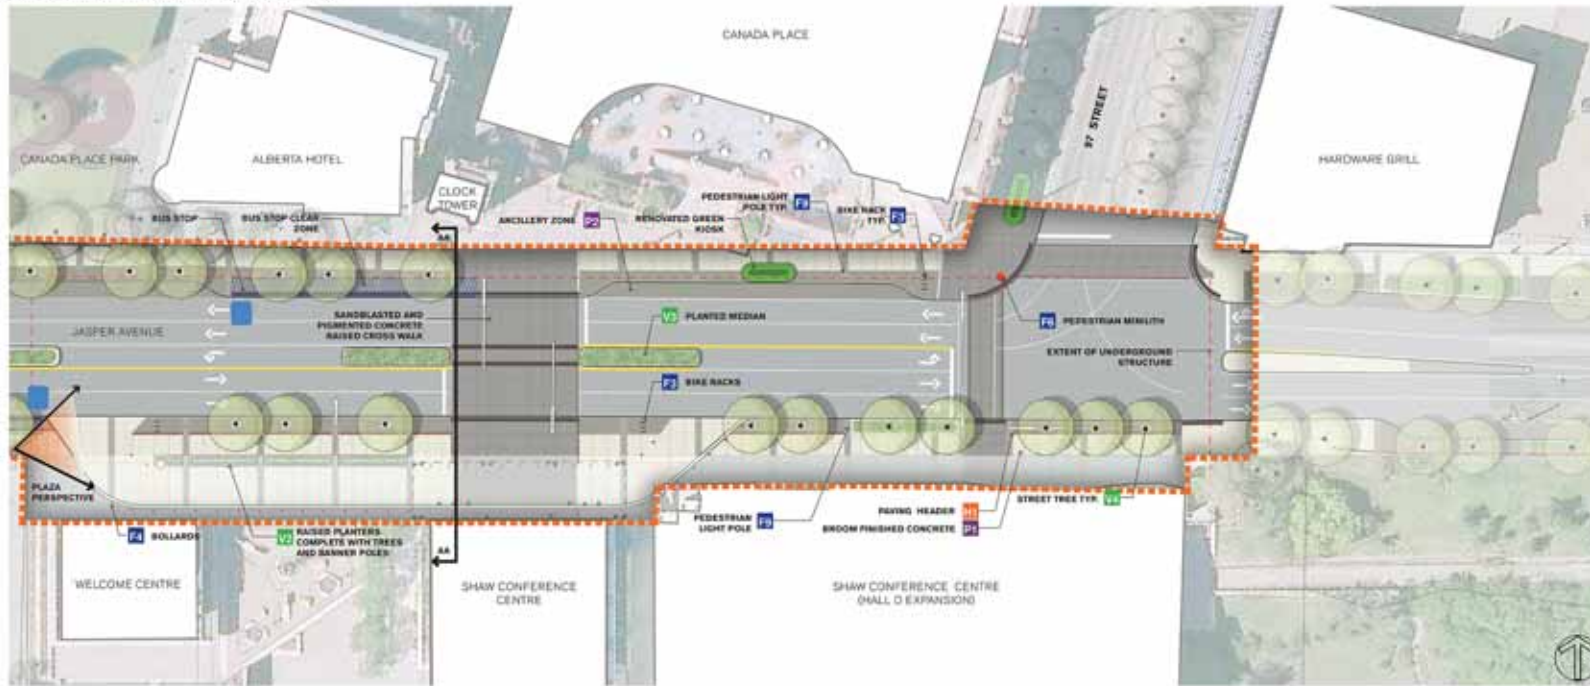 CANADA PLACE
97 STREET
CANADA PLACE PARK
ALBERTA HOTEL
HARDWARE GRILL
CLOCK
TOWER
BUS STOP
BUS STOP CLEAR
ZONE
AA
ANCILLERY ZONE P2
RENOVATED GREEN
KIOSK
PEDESTRIAN LIGHT
POLE TYP. F9
BIKE RACK
TYP. F3
JASPER AVENUE
SANDBLASTED AND
PIGMENTED CONCRETE
RAISED CROSS WALK
V3 PLANTED MEDIAN
F6 PEDESTRIAN MINILITH
EXTENT OF UNDERGROUND
STRUCTURE
F3 BIKE RACKS
PLAZA
PERSPECTIVE
F4 BOLLARDS
V2 RAISED PLANTERS
COMPLETE WITH TREES
AND BANNER POLES
AA
PEDESTRIAN
LIGHT POLE F9
PAVING HEADER H1
BROOM FINISHED CONCRETE P1
STREET TREE TYP. V4
WELCOME CENTRE
SHAW CONFERENCE
CENTRE
SHAW CONFERENCE CENTRE
(HALL D EXPANSION)